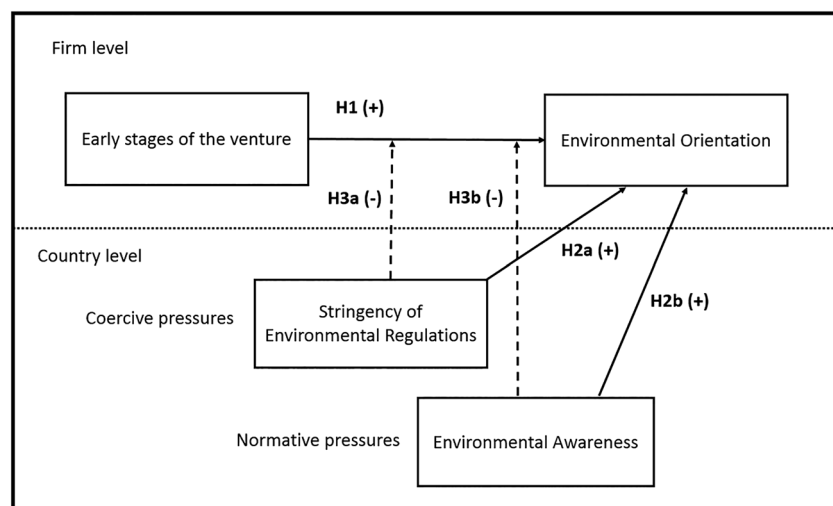 Firm level
H1 (+)
Early stages of the venture
Environmental Orientation
H3a (-)
H3b (-)
Country level
H2a (+)
Coercive pressures
Stringency of
Environmental Regulations
H2b (+)
Normative pressures
Environmental Awareness